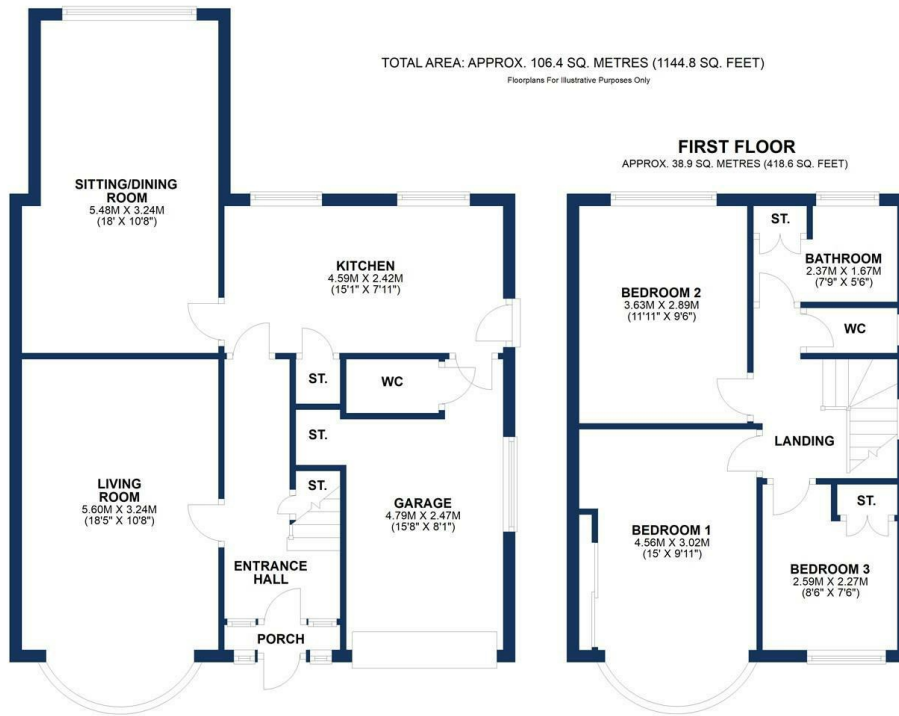 TOTAL AREA: APPROX. 106.4 SQ. METRES (1144.8 SQ. FEET)
Floorplans For Illustrative Purposes Only
SITTING/DINING
ROOM
5.48M X 3.24M
(18' X 10'8")
KITCHEN
4.59M X 2.42M
(15'1" X 7'11")
ST.
WC
ST.
ST.
LIVING
ROOM
5.60M X 3.24M
(18'5" X 10'8")
GARAGE
4.79M X 2.47M
(15'8" X 8'1")
ENTRANCE
HALL
PORCH
FIRST FLOOR
APPROX. 38.9 SQ. METRES (418.6 SQ. FEET)
ST.
BATHROOM
2.37M X 1.67M
(7'9" X 5'6")
BEDROOM 2
3.63M X 2.89M
(11'11" X 9'6")
WC
LANDING
ST.
BEDROOM 1
4.56M X 3.02M
(15' X 9'11")
BEDROOM 3
2.59M X 2.27M
(8'6" X 7'6")